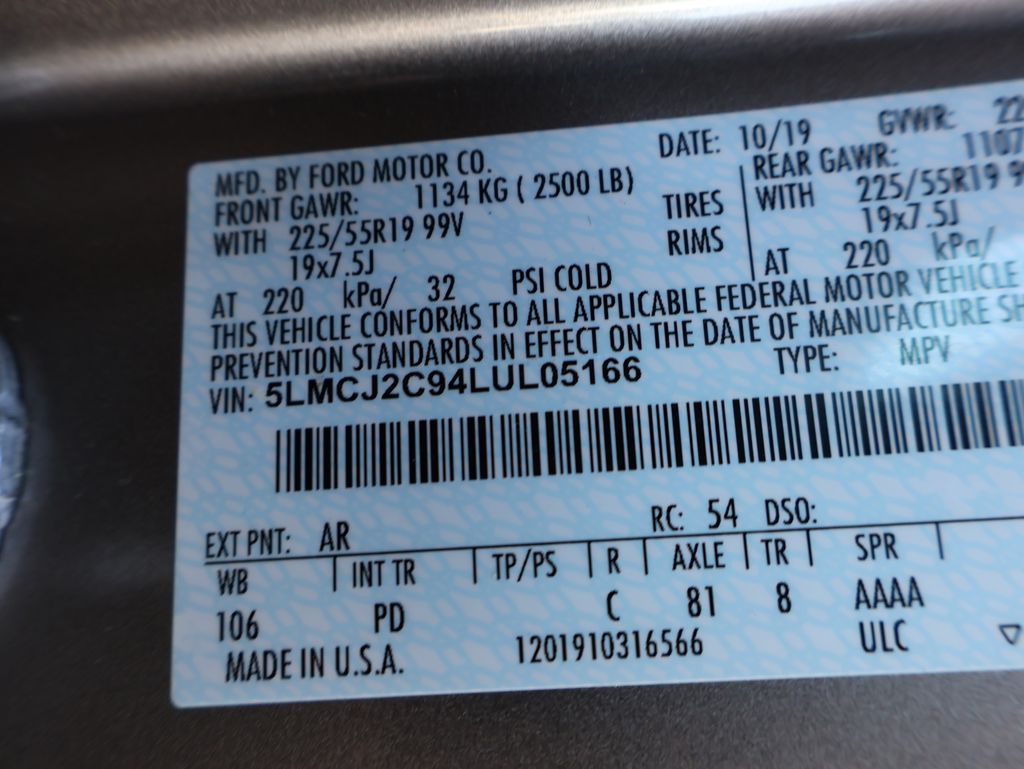 MFD. BY FORD MOTOR CO. DATE: 10/19 GVWR: 22
FRONT GAWR: 1134 KG ( 2500 LB) REAR GAWR: 1107
WITH 225/55R19 99V TIRES WITH 225/55R19 9
19x7.5J RIMS 19x7.5J
AT 220 kPa/ 32 PSI COLD AT 220 kPa/
THIS VEHICLE CONFORMS TO ALL APPLICABLE FEDERAL MOTOR VEHICLE
PREVENTION STANDARDS IN EFFECT ON THE DATE OF MANUFACTURE SH
VIN: 5LMCJ2C94LUL05166 TYPE: MPV
EXT PNT: AR RC: 54 DSO:
WB INT TR TP/PS R AXLE TR SPR
106 PD C 81 8 AAAA
MADE IN U.S.A. 1201910316566 ULC